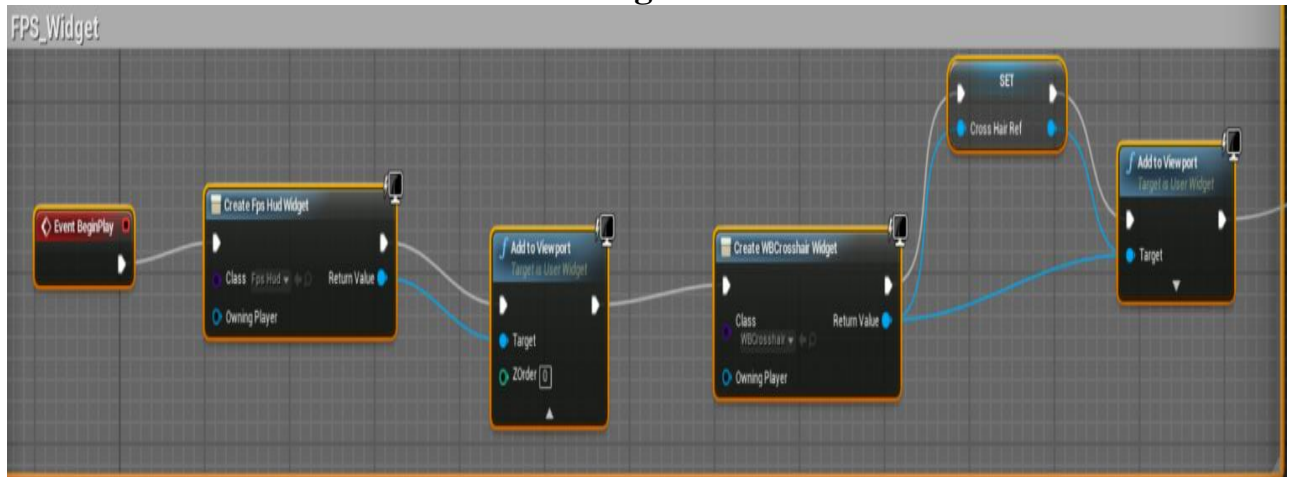 FPS_Widget
Event BeginPlay
Create Fps Hud Widget
Class Fps Hud Return Value
Owning Player
Add to Viewport
Target is User Widget
Target
ZOrder 0
Create WBCrosshair Widget
Class Return Value
WBCrosshair
Owning Player
SET
Cross Hair Ref
Add to Viewport
Target is User Widget
Target